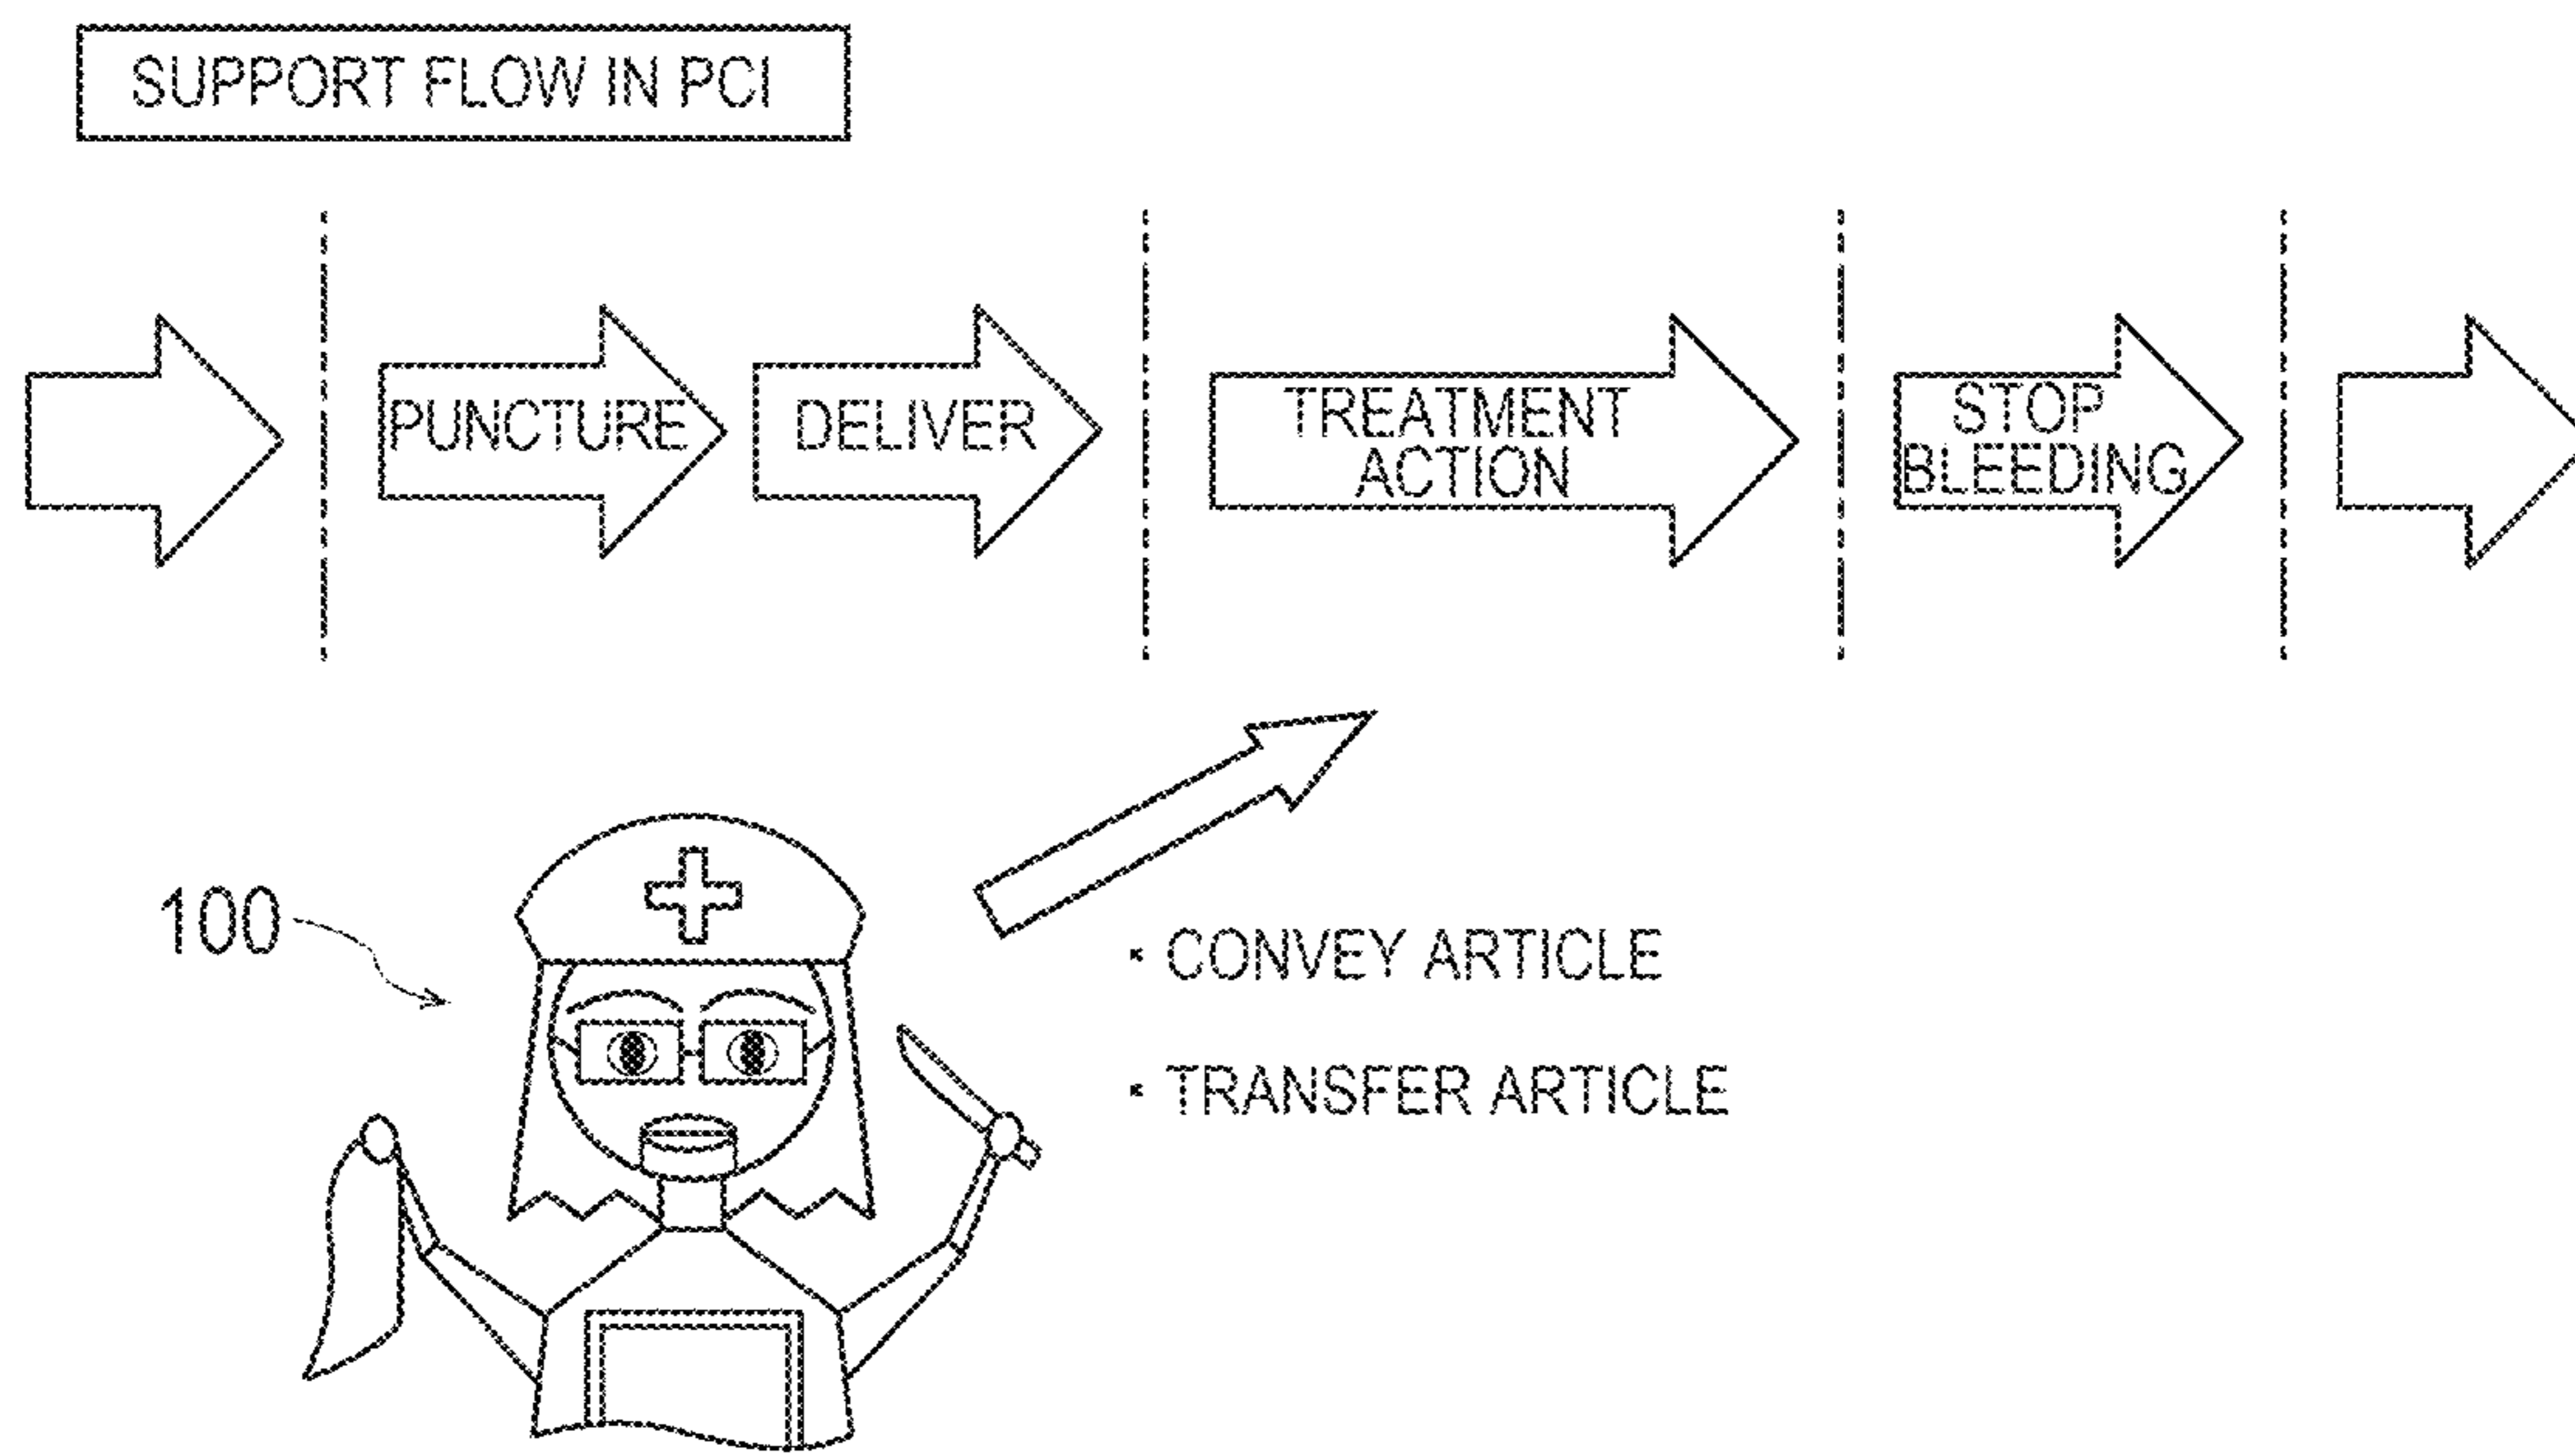 SUPPORT FLOW IN PCI
PUNCTURE
DELIVER
TREATMENT
ACTION
STOP
BLEEDING
100
· CONVEY ARTICLE
· TRANSFER ARTICLE